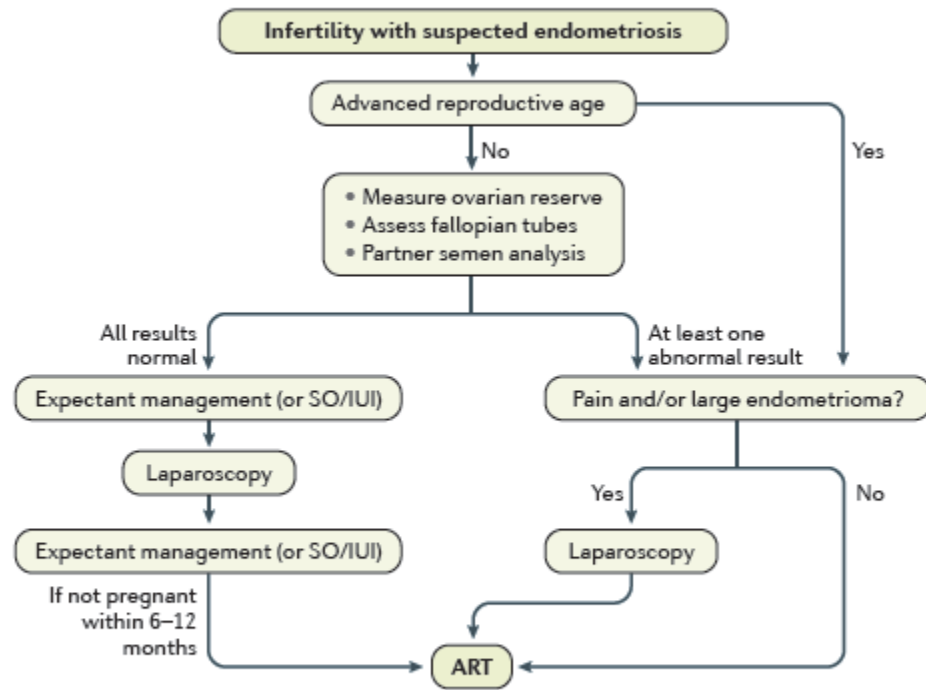 Infertility with suspected endometriosis
Advanced reproductive age
No
Yes
• Measure ovarian reserve
• Assess fallopian tubes
• Partner semen analysis
All results
normal
At least one
abnormal result
Expectant management (or SO/IUI)
Pain and/or large endometrioma?
Laparoscopy
Yes
No
Expectant management (or SO/IUI)
Laparoscopy
If not pregnant
within 6–12
months
ART